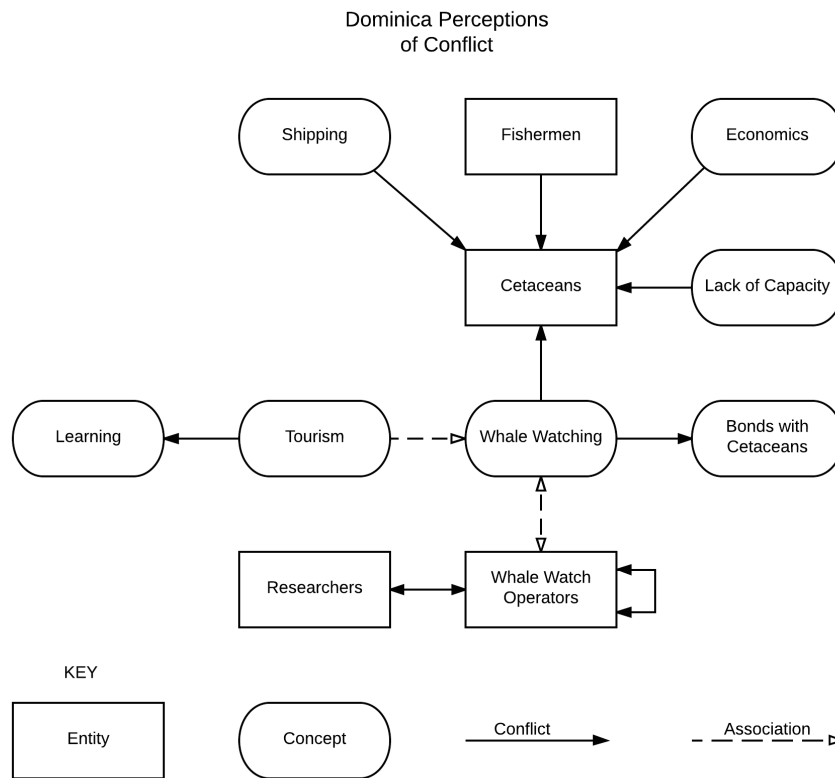 Dominica Perceptions
of Conflict
Shipping
Fishermen
Economics
Cetaceans
Lack of Capacity
Learning
Tourism
Whale Watching
Bonds with
Cetaceans
Researchers
Whale Watch
Operators
KEY
Entity
Concept
Conflict
Association